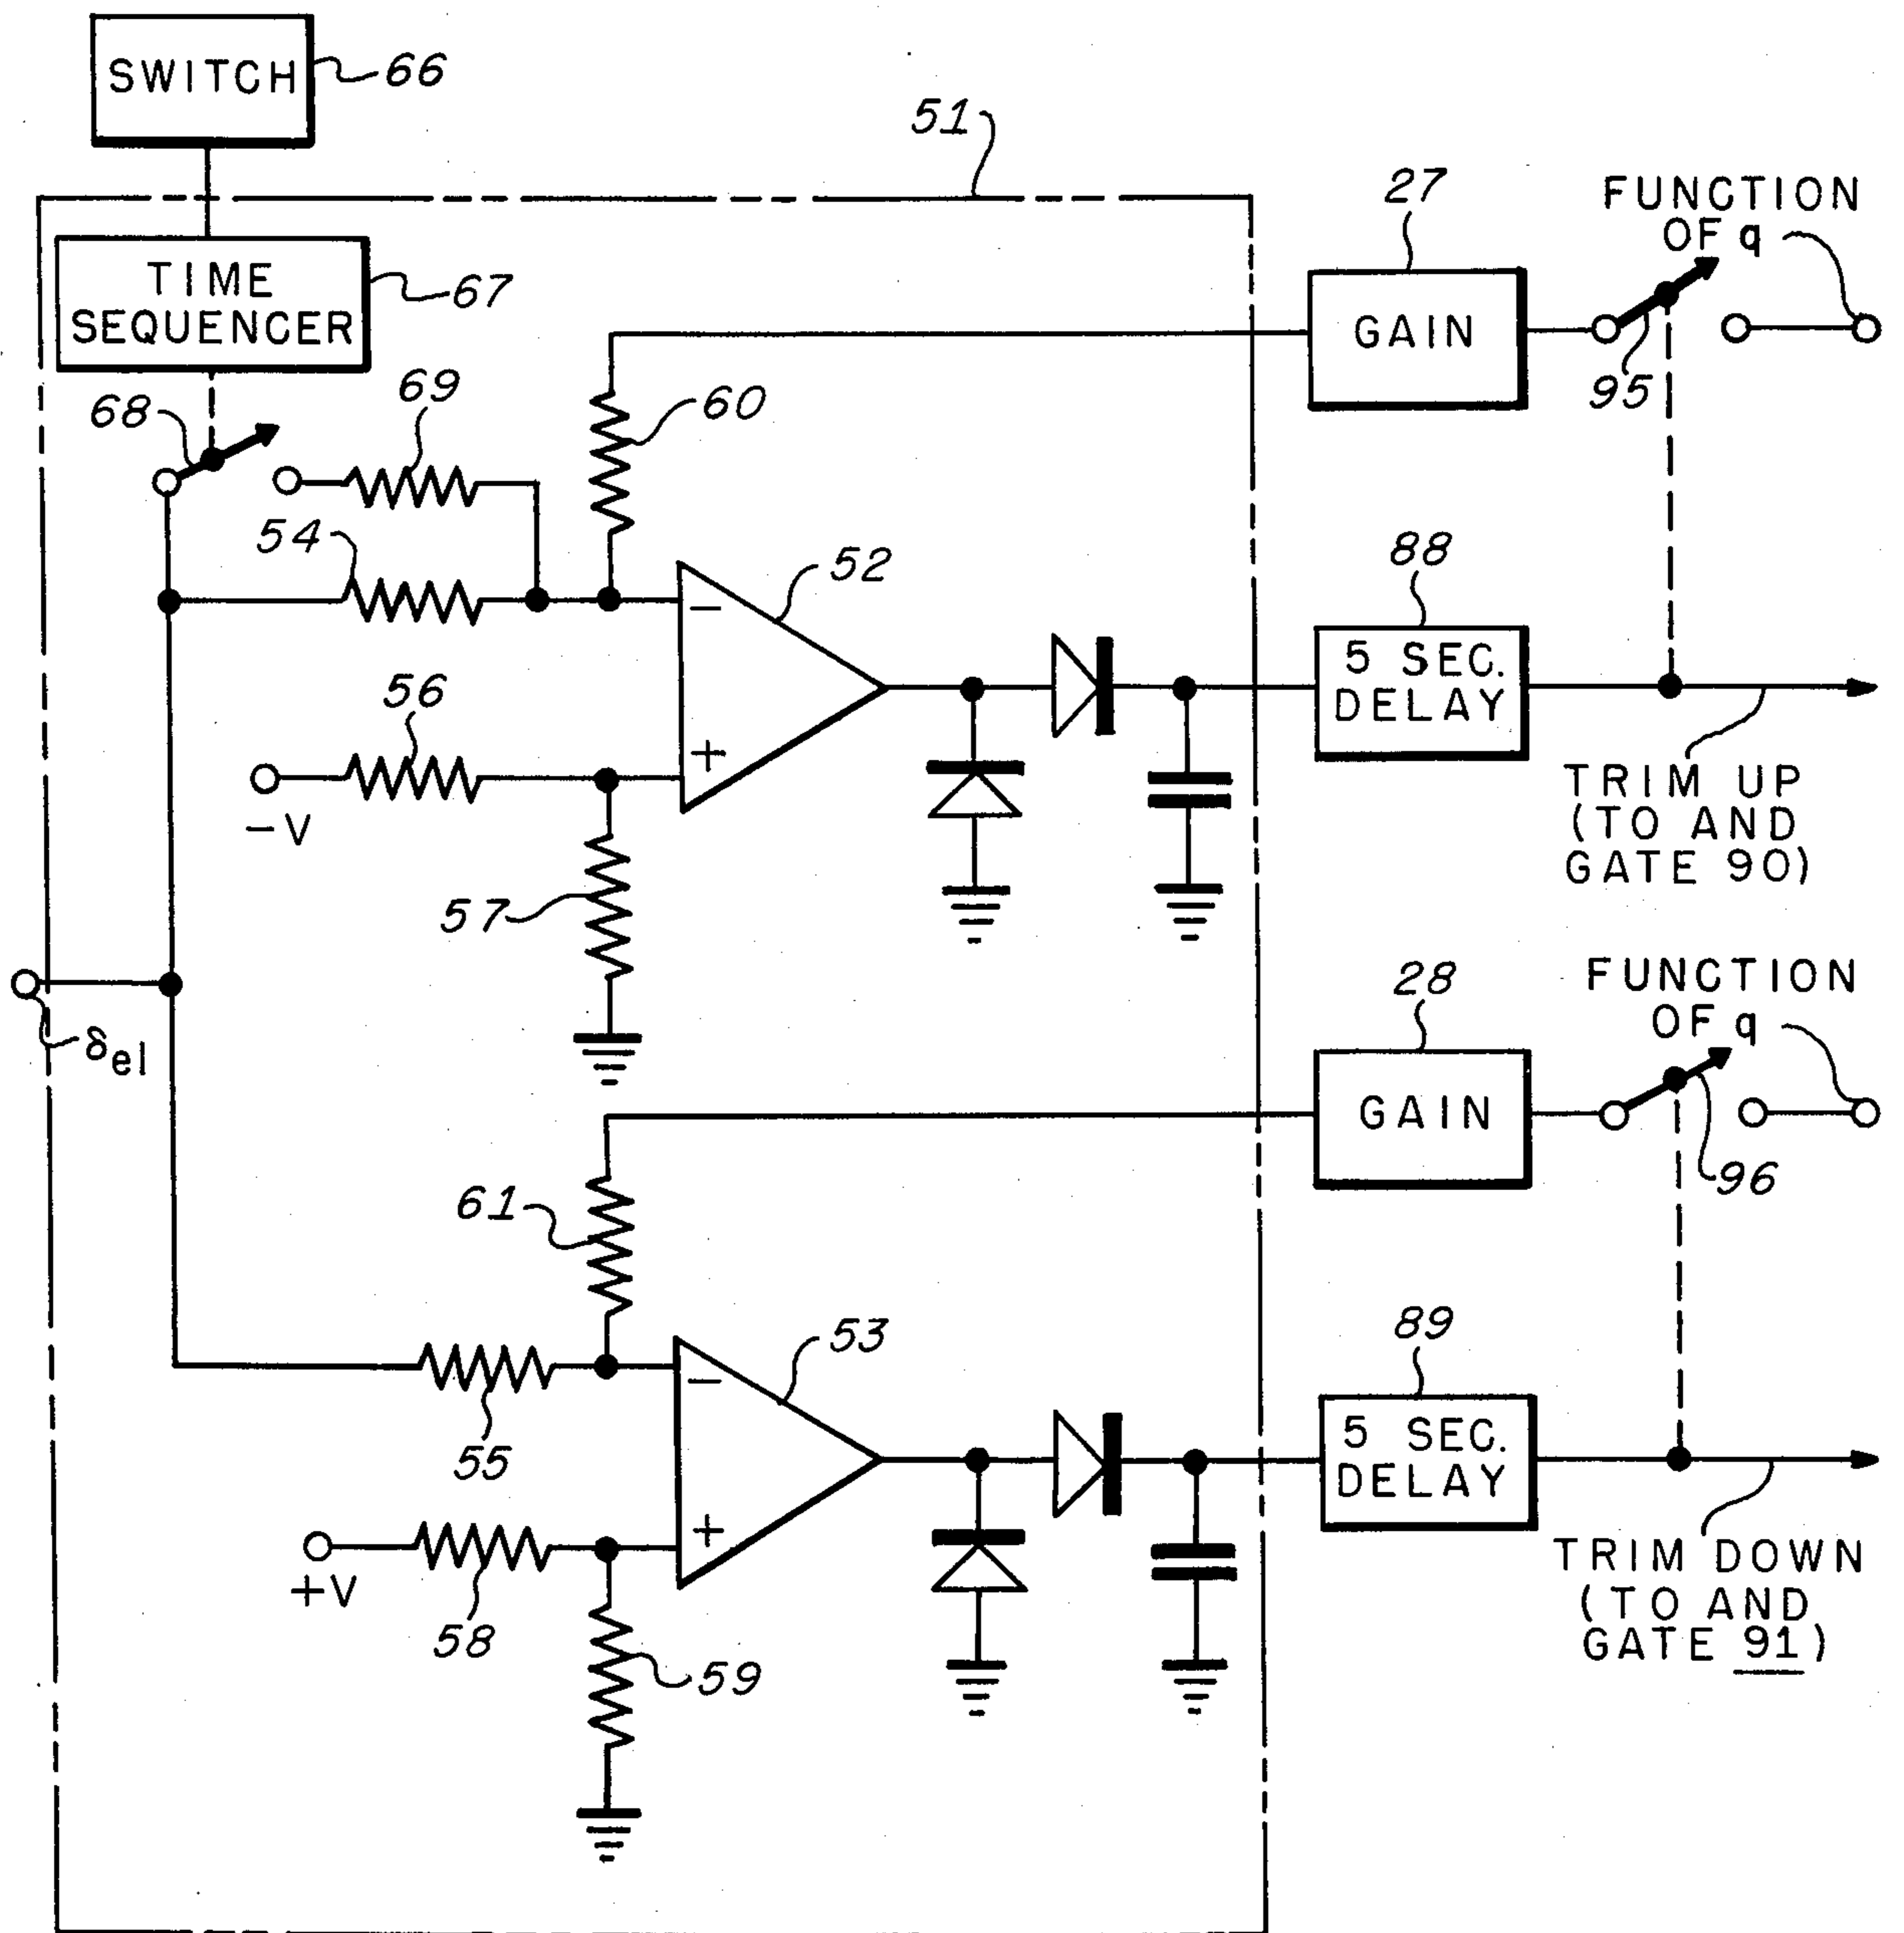 SWITCH
66
51
TIME
SEQUENCER
67
27
FUNCTION
OF q
GAIN
95
68
69
60
54
52
88
5 SEC.
DELAY
56
-V
57
TRIM UP
(TO AND
GATE 90)
δel
28
FUNCTION
OF q
GAIN
96
61
53
89
5 SEC.
DELAY
55
+V
58
59
TRIM DOWN
(TO AND
GATE 91)
-
+
-
+